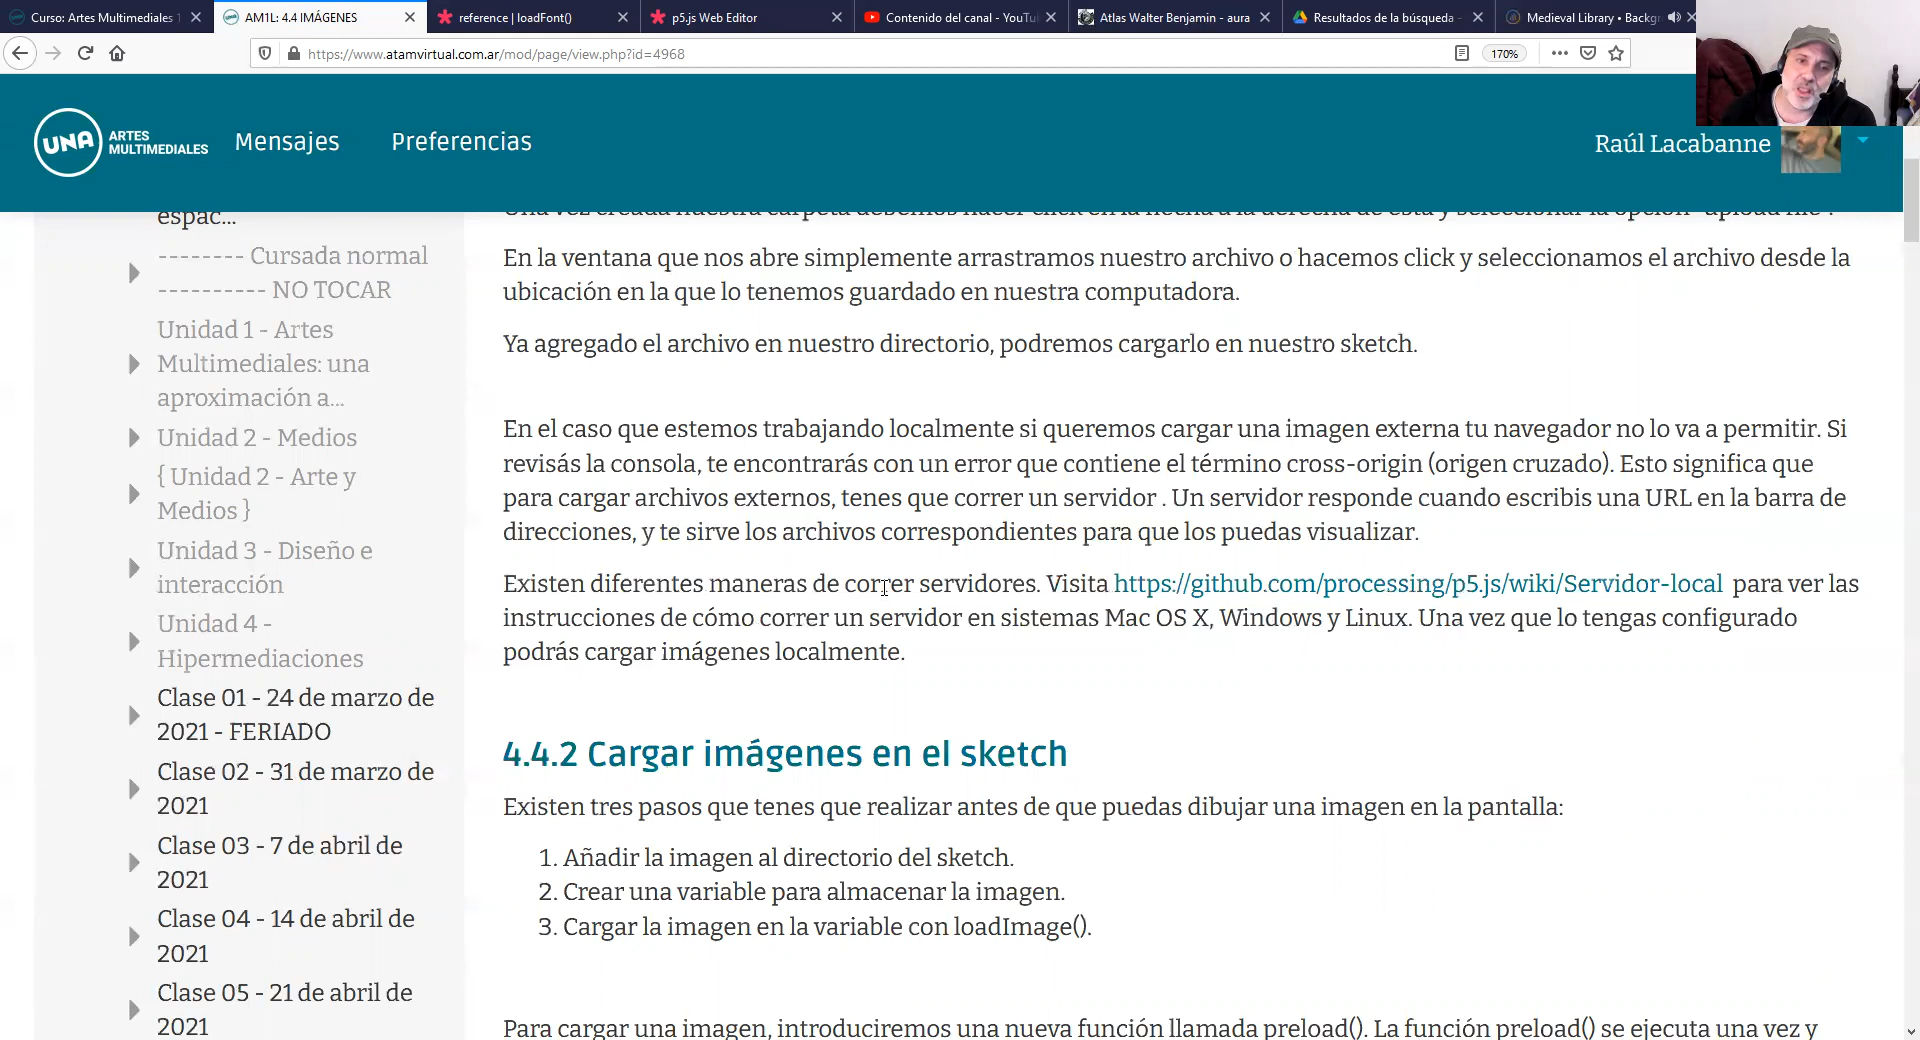 Curso: Artes Multimediales 1
AM1L: 4.4 IMÁGENES
reference | loadFont()
p5.js Web Editor
Contenido del canal - YouTu
Atlas Walter Benjamin - aura
Resultados de la búsqueda -
Medieval Library • Backgr
https://www.atamvirtual.com.ar/mod/page/view.php?id=4968
170%
UNA ARTES
MULTIMEDIALES
Mensajes
Preferencias
Raúl Lacabanne
espac...
-------- Cursada normal
---------- NO TOCAR
Unidad 1 - Artes
Multimediales: una
aproximación a...
Unidad 2 - Medios
{ Unidad 2 - Arte y
Medios }
Unidad 3 - Diseño e
interacción
Unidad 4 -
Hipermediaciones
Clase 01 - 24 de marzo de
2021 - FERIADO
Clase 02 - 31 de marzo de
2021
Clase 03 - 7 de abril de
2021
Clase 04 - 14 de abril de
2021
Clase 05 - 21 de abril de
2021
Una vez creada nuestra carpeta debemos hacer click en la flecha a la derecha de esta y seleccionar la opción "upload file".
En la ventana que nos abre simplemente arrastramos nuestro archivo o hacemos click y seleccionamos el archivo desde la
ubicación en la que lo tenemos guardado en nuestra computadora.
Ya agregado el archivo en nuestro directorio, podremos cargarlo en nuestro sketch.
En el caso que estemos trabajando localmente si queremos cargar una imagen externa tu navegador no lo va a permitir. Si
revisás la consola, te encontrarás con un error que contiene el término cross-origin (origen cruzado). Esto significa que
para cargar archivos externos, tenes que correr un servidor . Un servidor responde cuando escribis una URL en la barra de
direcciones, y te sirve los archivos correspondientes para que los puedas visualizar.
Existen diferentes maneras de correr servidores. Visita https://github.com/processing/p5.js/wiki/Servidor-local para ver las
instrucciones de cómo correr un servidor en sistemas Mac OS X, Windows y Linux. Una vez que lo tengas configurado
podrás cargar imágenes localmente.
4.4.2 Cargar imágenes en el sketch
Existen tres pasos que tenes que realizar antes de que puedas dibujar una imagen en la pantalla:
1. Añadir la imagen al directorio del sketch.
2. Crear una variable para almacenar la imagen.
3. Cargar la imagen en la variable con loadImage().
Para cargar una imagen, introduciremos una nueva función llamada preload(). La función preload() se ejecuta una vez y